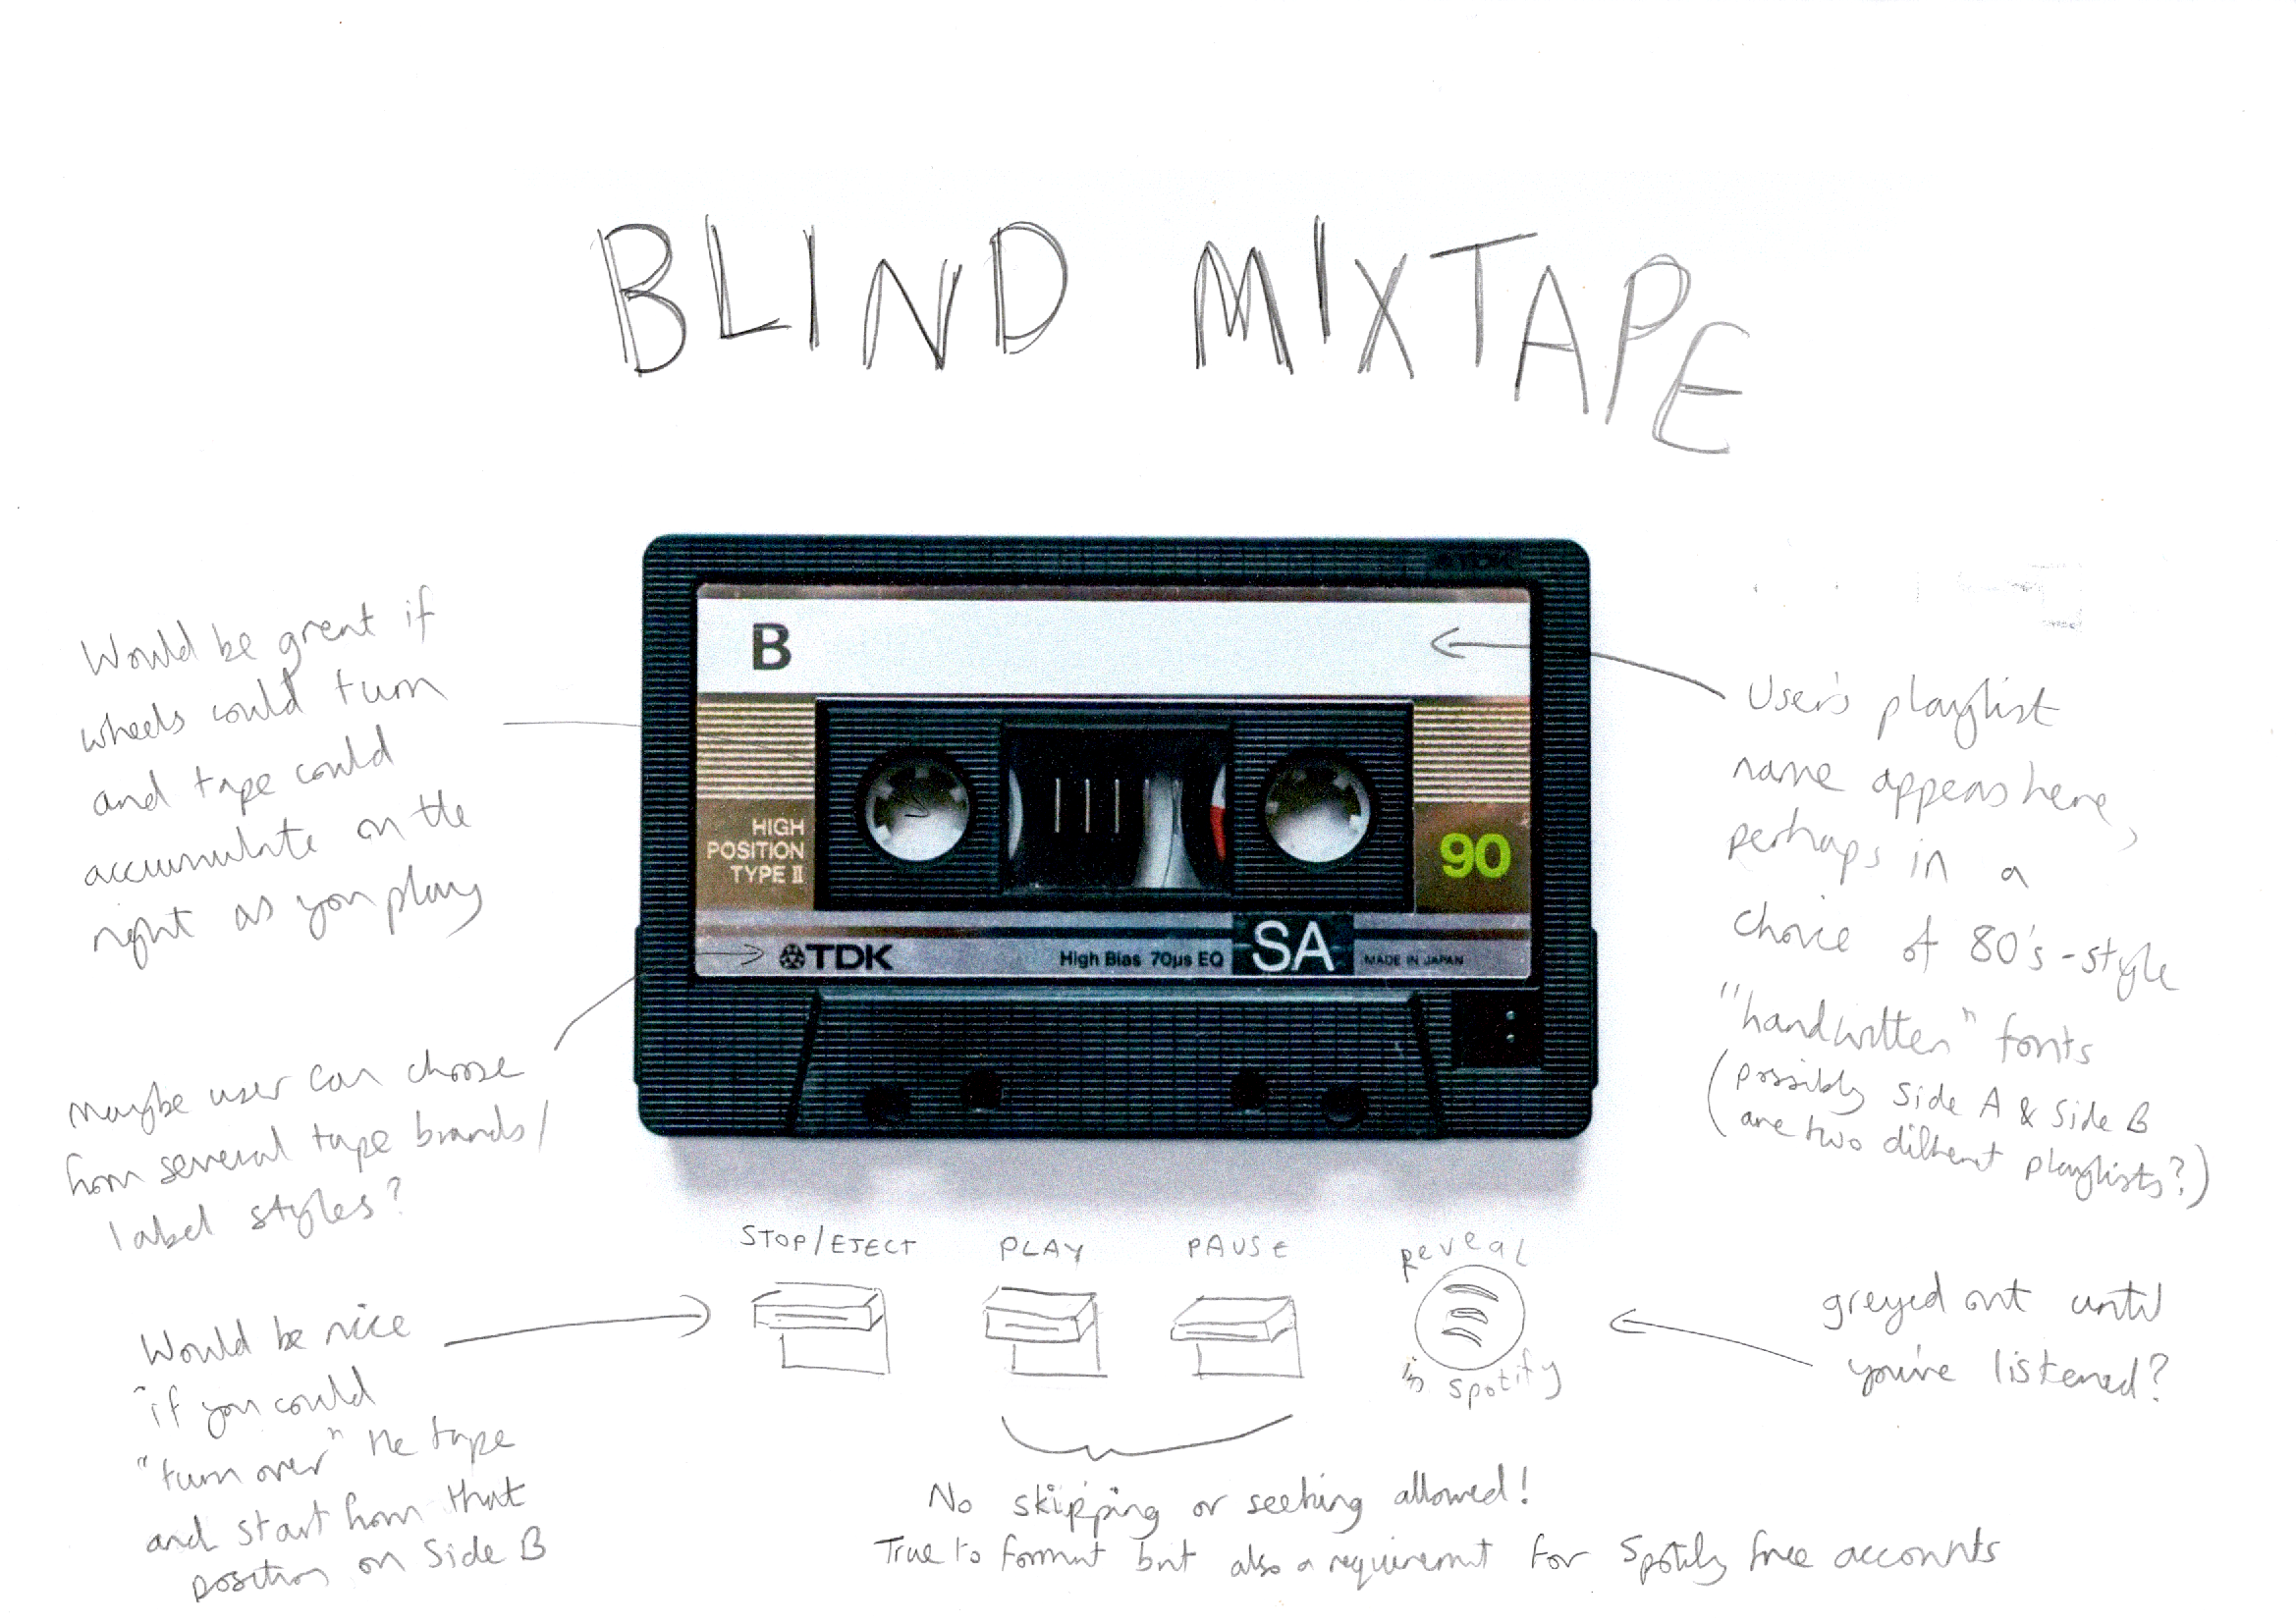 BLIND MIXTAPE
Would be great if
wheels could turn
and tape could
accumulate on the
right as you play
Maybe user can choose
from several tape brands/
label styles?
Would be nice
if you could
"turn over" the tape
and start from that
position on Side B
B
HIGH
POSITION
TYPE II
90
TDK
High Bias 70µs EQ
SA
MADE IN JAPAN
User's playlist
name appears here,
perhaps in a
choice of 80's-style
"handwritten" fonts
(possibly Side A & Side B
are two different playlists?)
STOP/EJECT
PLAY
PAUSE
Reveal
in Spotify
greyed out until
you've listened?
No skipping or seeking allowed!
True to format but also a requirement for Spotify free accounts